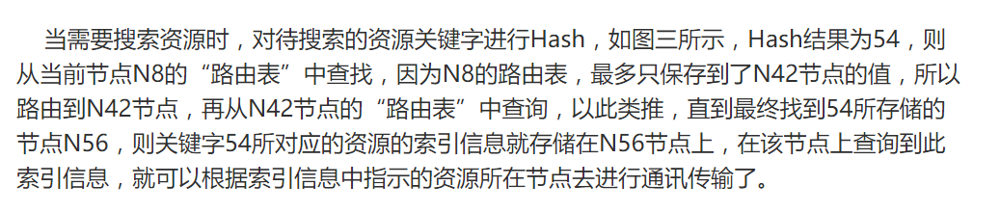 当需要搜索资源时，对待搜索的资源关键字进行Hash，如图三所示，Hash结果为54，则
从当前节点N8的“路由表”中查找，因为N8的路由表，最多只保存到了N42节点的值，所以
路由到N42节点，再从N42节点的“路由表”中查询，以此类推，直到最终找到54所存储的
节点N56，则关键字54所对应的资源的索引信息就存储在N56节点上，在该节点上查询到此
索引信息，就可以根据索引信息中指示的资源所在节点去进行通讯传输了。